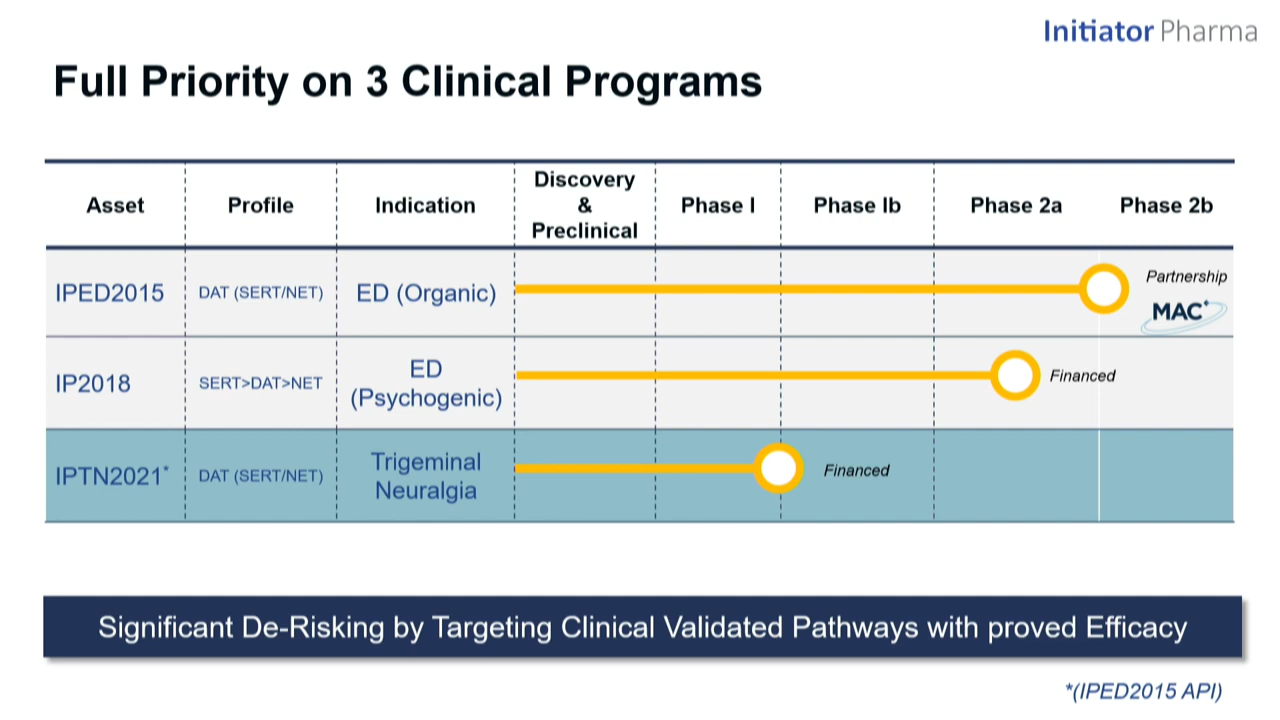 Initiator Pharma
Full Priority on 3 Clinical Programs
Asset
Profile
Indication
Discovery
&
Preclinical
Phase I
Phase Ib
Phase 2a
Phase 2b
IPED2015
DAT (SERT/NET)
ED (Organic)
Partnership
MAC
IP2018
SERT>DAT>NET
ED
(Psychogenic)
Financed
IPTN2021*
DAT (SERT/NET)
Trigeminal
Neuralgia
Financed
Significant De-Risking by Targeting Clinical Validated Pathways with proved Efficacy
*(IPED2015 API)